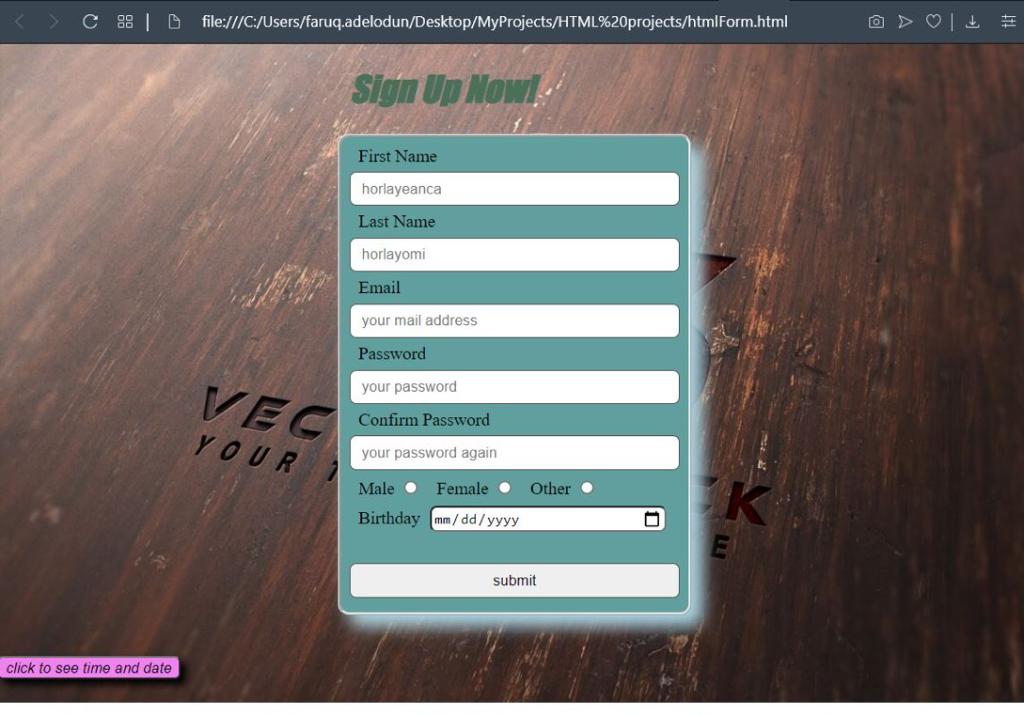 file:///C:/Users/faruq.adelodun/Desktop/MyProjects/HTML%20projects/htmlForm.html
Sign Up Now!
First Name
horlayeanca
Last Name
horlayomi
Email
your mail address
Password
your password
Confirm Password
your password again
Male Female Other
Birthday mm/dd/yyyy
submit
YOUR
click to see time and date